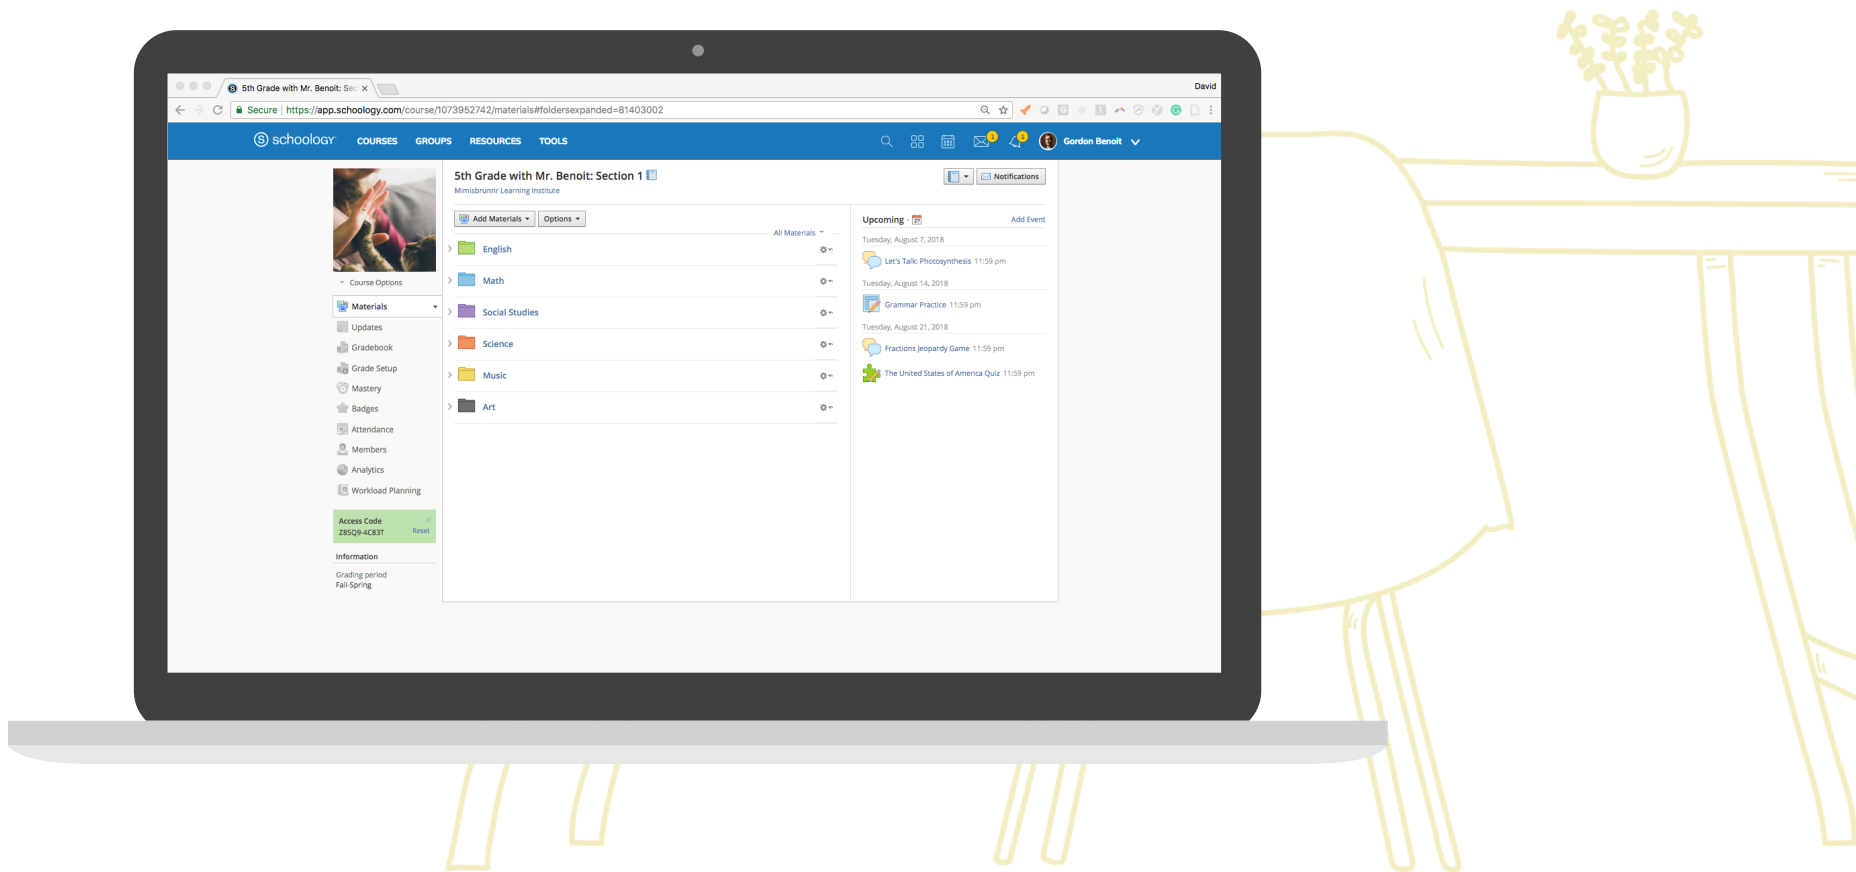 5th Grade with Mr. Benoit: Sec
David
Secure | https://app.schoology.com/course/1073952742/materials#foldersexpanded=81403002
S schoology
COURSES GROUPS RESOURCES TOOLS
1 1 Gordon Benoit
5th Grade with Mr. Benoit: Section 1
Mimisbrunnr Learning Institute
Notifications
Add Materials Options
All Materials
English
Math
Social Studies
Science
Music
Art
Course Options
Materials
Updates
Gradebook
Grade Setup
Mastery
Badges
Attendance
Members
Analytics
Workload Planning
Access Code
Z8SQ9-4C83T Reset
Information
Grading period
Fall-Spring
Upcoming · Add Event
Tuesday, August 7, 2018
Let's Talk: Photosynthesis 11:59 pm
Tuesday, August 14, 2018
Grammar Practice 11:59 pm
Tuesday, August 21, 2018
Fractions Jeopardy Game 11:59 pm
The United States of America Quiz 11:59 pm